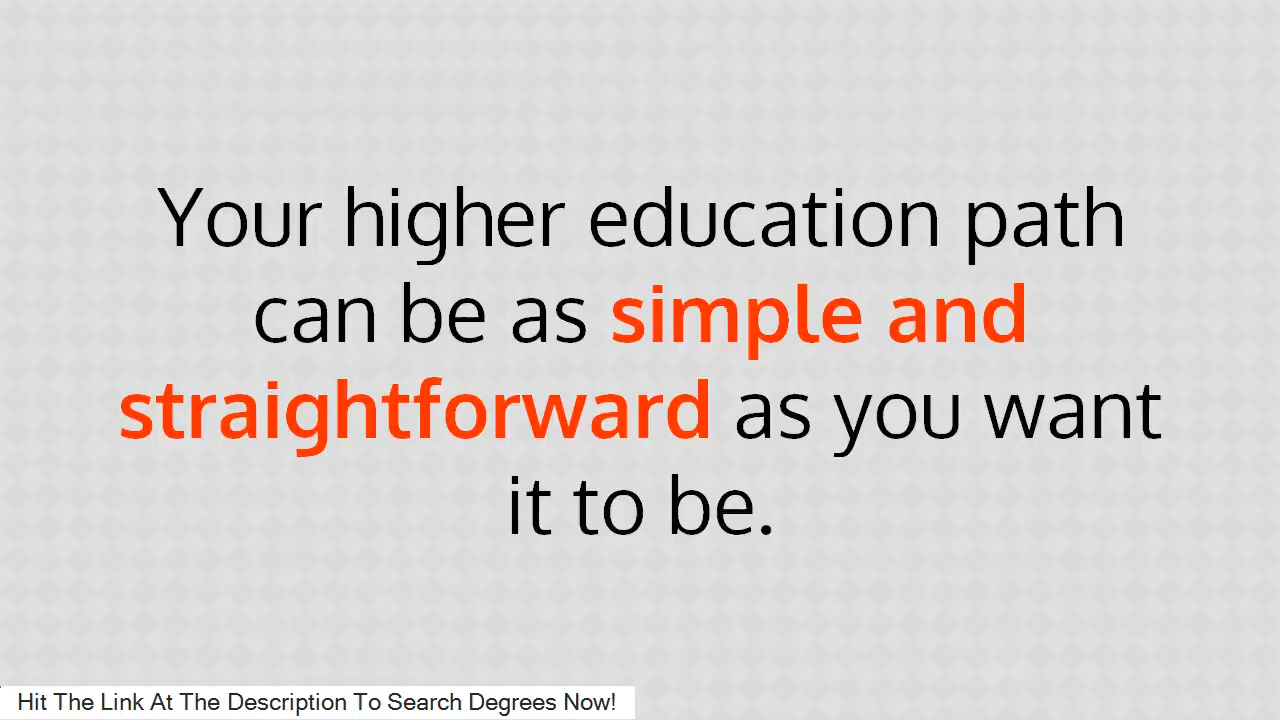 Your higher education path
can be as simple and
straightforward as you want
it to be.
Hit The Link At The Description To Search Degrees Now!